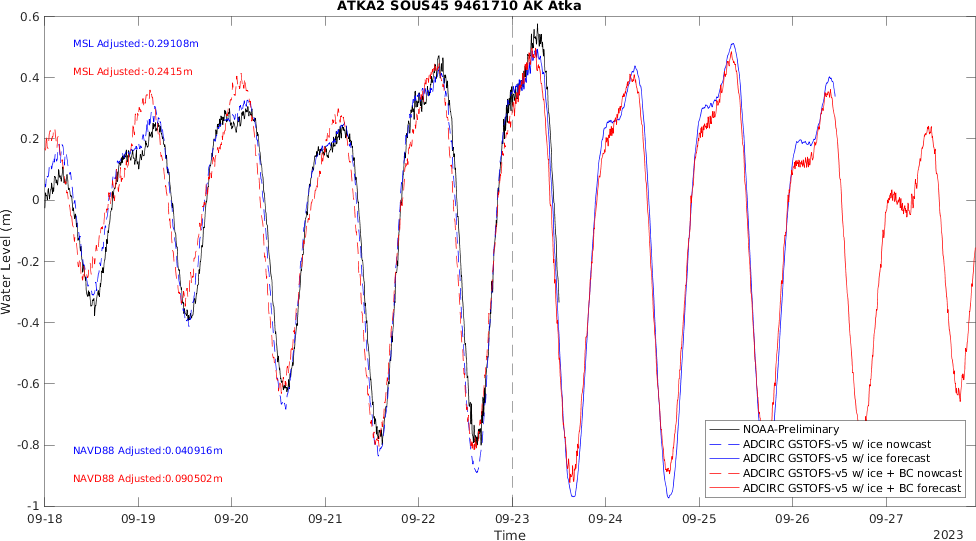 ATKA2 SOUS45 9461710 AK Atka
0.6
MSL Adjusted:-0.29108m
MSL Adjusted:-0.2415m
0.4
0.2
0
-0.2
-0.4
-0.6
-0.8
-1
Water Level (m)
NAVD88 Adjusted:0.040916m
NAVD88 Adjusted:0.090502m
NOAA-Preliminary
ADCIRC GSTOFS-v5 w/ ice nowcast
ADCIRC GSTOFS-v5 w/ ice forecast
ADCIRC GSTOFS-v5 w/ ice + BC nowcast
ADCIRC GSTOFS-v5 w/ ice + BC forecast
09-18 09-19 09-20 09-21 09-22 09-23 09-24 09-25 09-26 09-27
Time
2023